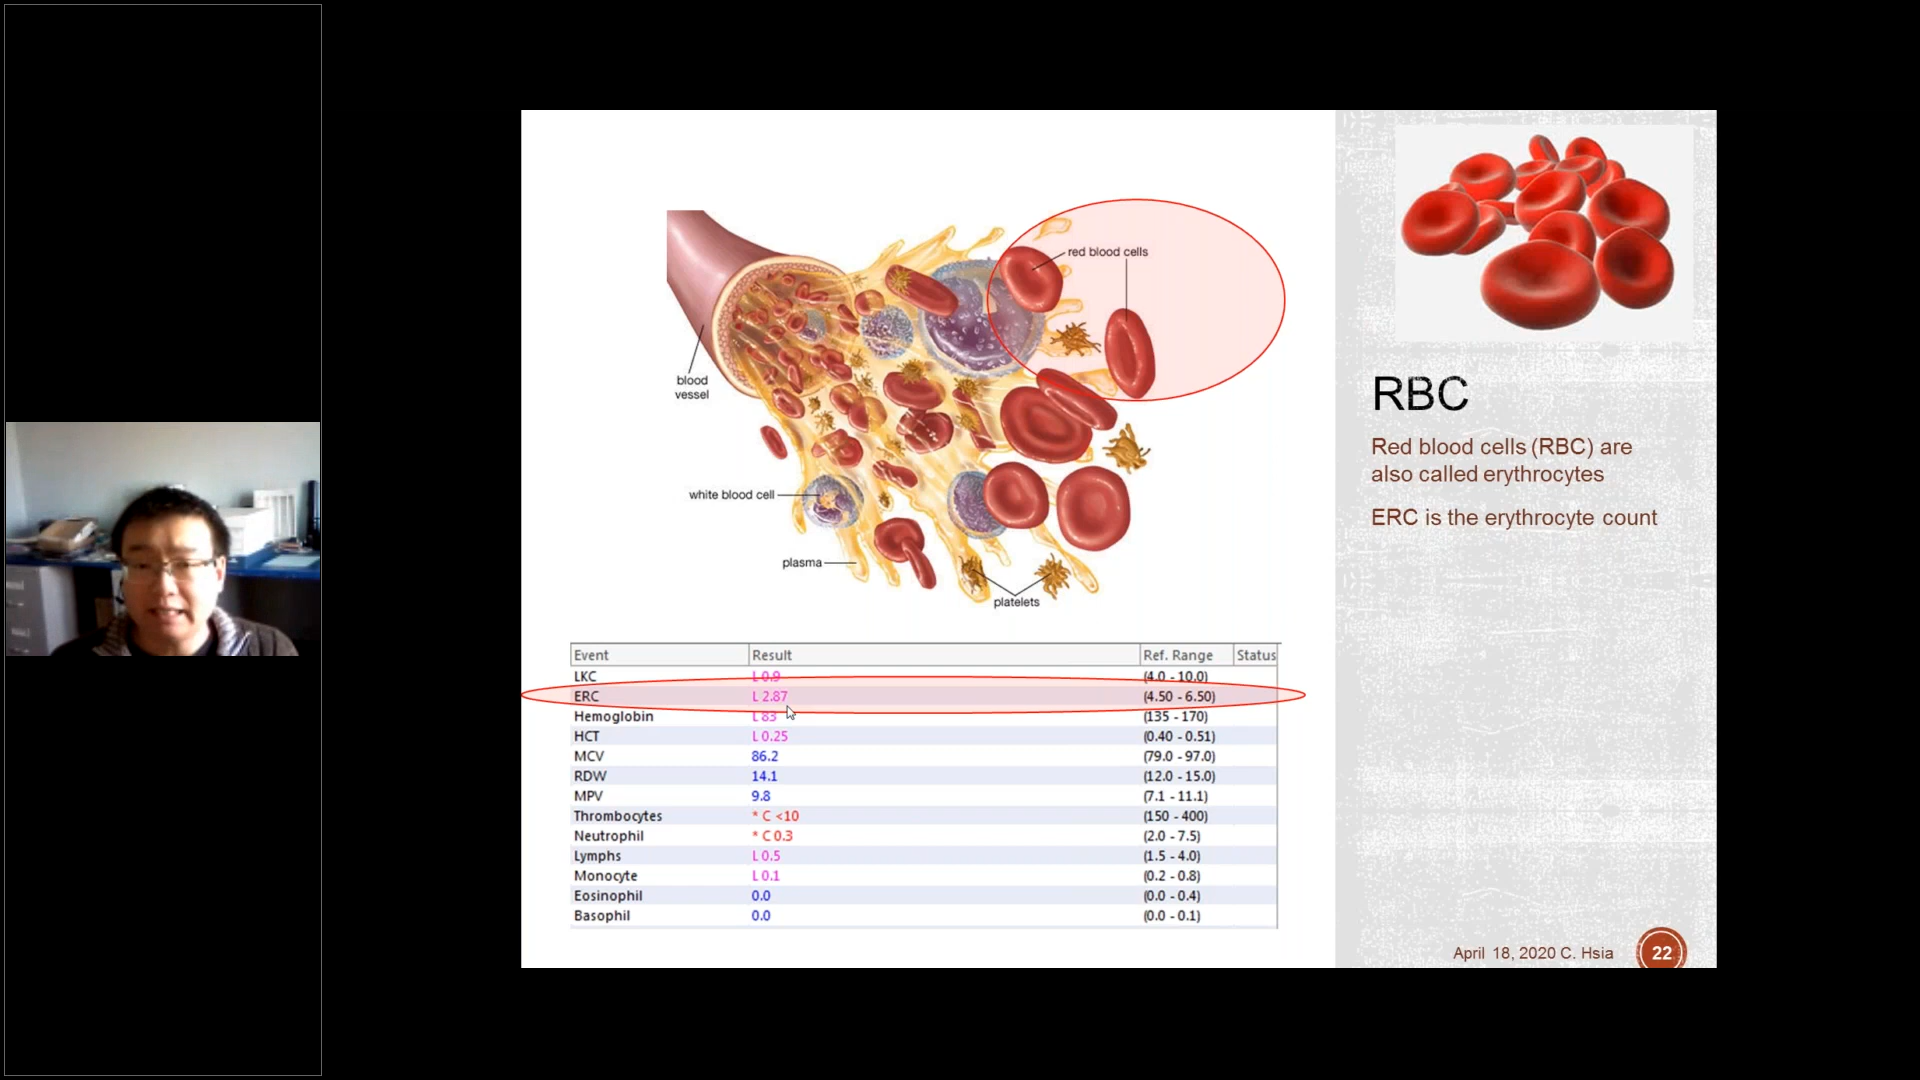 red blood cells
blood
vessel
white blood cell
plasma
platelets
Event Result Ref. Range Status
LKC L 0.9 (4.0 - 10.0)
ERC L 2.87 (4.50 - 6.50)
Hemoglobin L 83 (135 - 170)
HCT L 0.25 (0.40 - 0.51)
MCV 86.2 (79.0 - 97.0)
RDW 14.1 (12.0 - 15.0)
MPV 9.8 (7.1 - 11.1)
Thrombocytes * C <10 (150 - 400)
Neutrophil * C 0.3 (2.0 - 7.5)
Lymphs L 0.5 (1.5 - 4.0)
Monocyte L 0.1 (0.2 - 0.8)
Eosinophil 0.0 (0.0 - 0.4)
Basophil 0.0 (0.0 - 0.1)
RBC
Red blood cells (RBC) are
also called erythrocytes
ERC is the erythrocyte count
April 18, 2020 C. Hsia 22